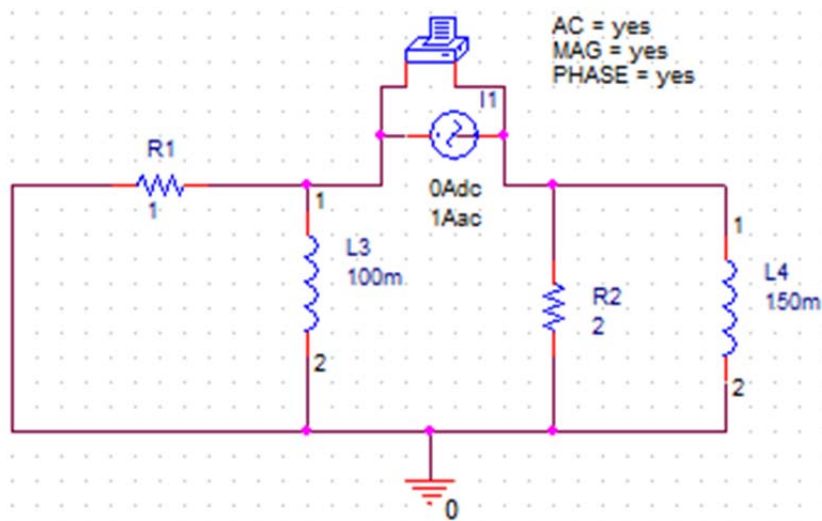 AC = yes
MAG = yes
PHASE = yes
I1
R1
1
0Adc
1Aac
1
L3
100m
2
R2
2
1
L4
150m
2
0